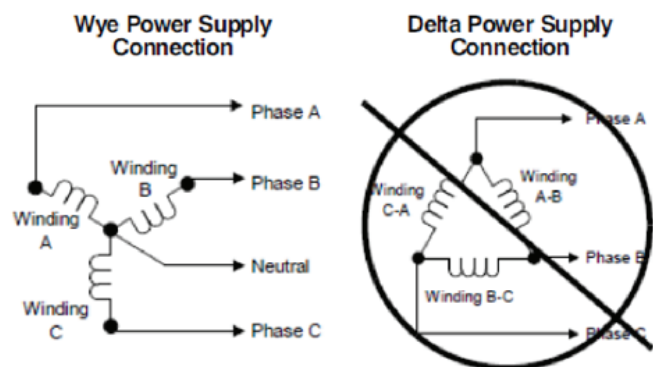 Wye Power Supply
Connection
Phase A
Winding
B
Phase B
Winding
A
Neutral
Winding
C
Phase C
Delta Power Supply
Connection
Phase A
Winding
C-A
Winding
A-B
Phase B
Winding B-C
Phase C